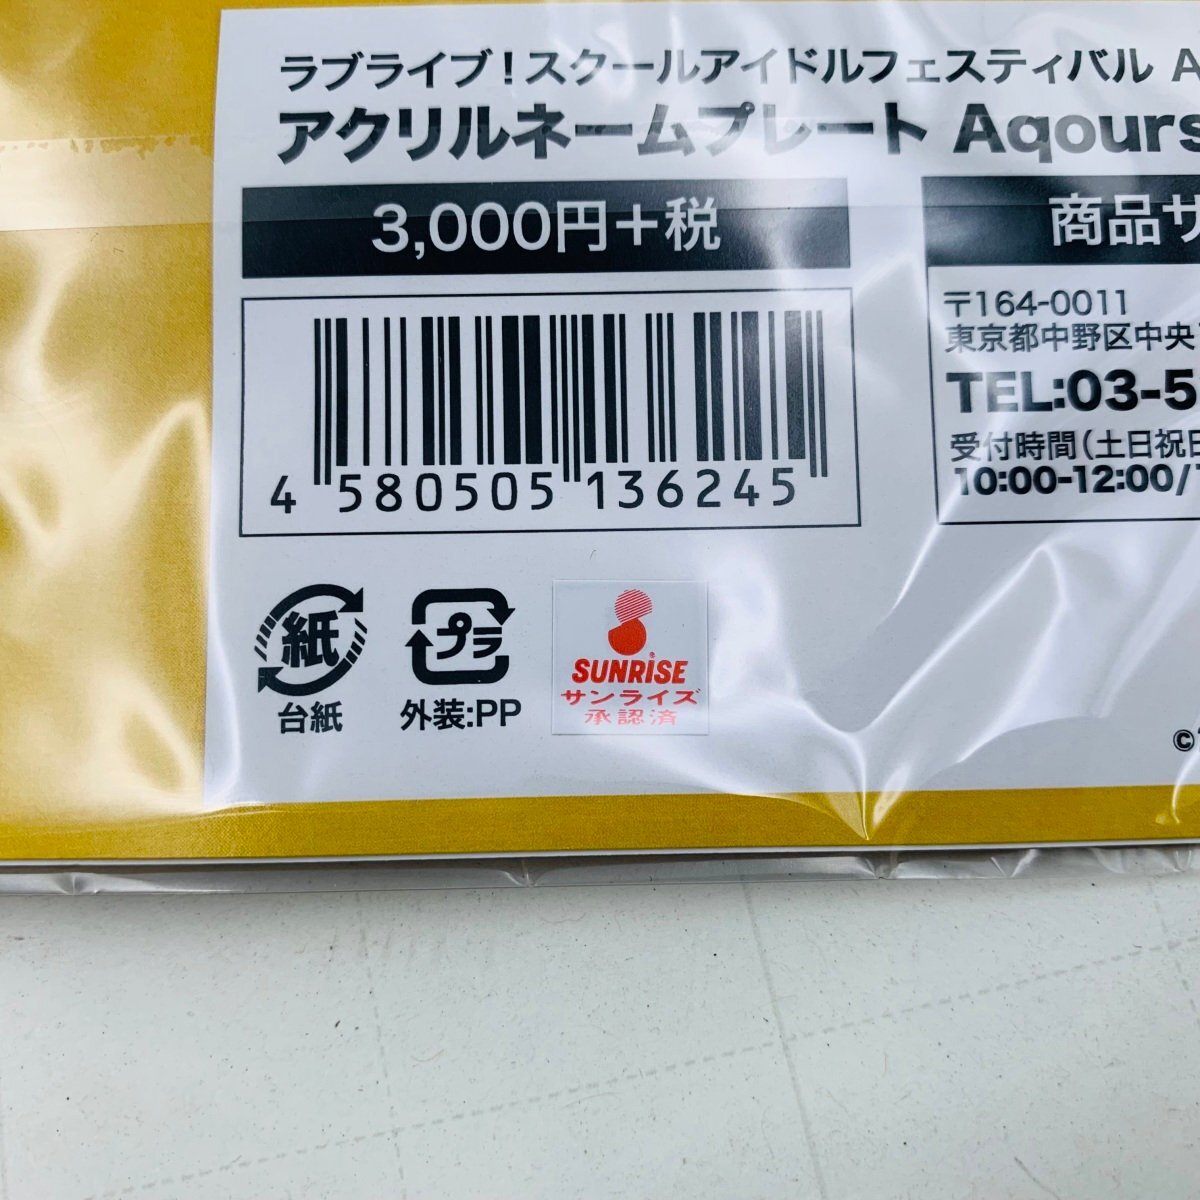 ラブライブ!スクールアイドルフェスティバル A
アクリルネームプレート Aqours
3,000円+税
4 580505 136245
商品サ
〒164-0011
東京都中野区中央
TEL:03-5
受付時間(土日祝日
10:00-12:00/
紙
台紙
プラ
外装:PP
SUNRISE
サンライズ
承認済
©